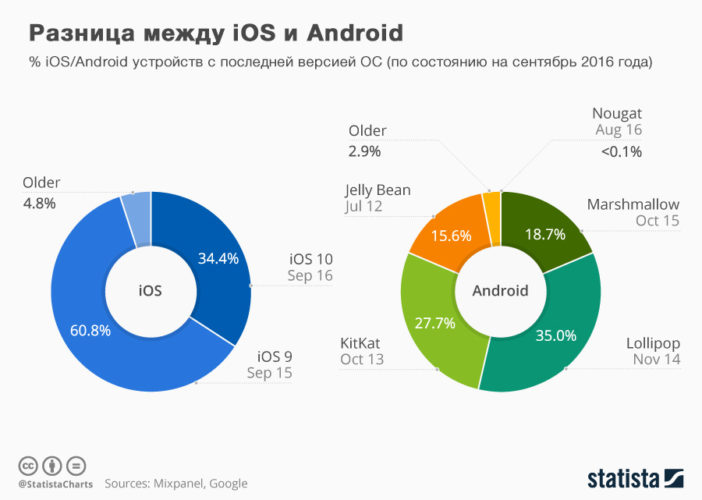 Разница между iOS и Android
% iOS/Android устройств с последней версией ОС (по состоянию на сентябрь 2016 года)
Older
4.8%
34.4%
iOS 10
Sep 16
iOS
60.8%
iOS 9
Sep 15
Older
2.9%
Nougat
Aug 16
<0.1%
Jelly Bean
Jul 12
15.6%
Marshmallow
Oct 15
18.7%
Android
27.7%
KitKat
Oct 13
35.0%
Lollipop
Nov 14
cc
@StatistaCharts Sources: Mixpanel, Google
statista